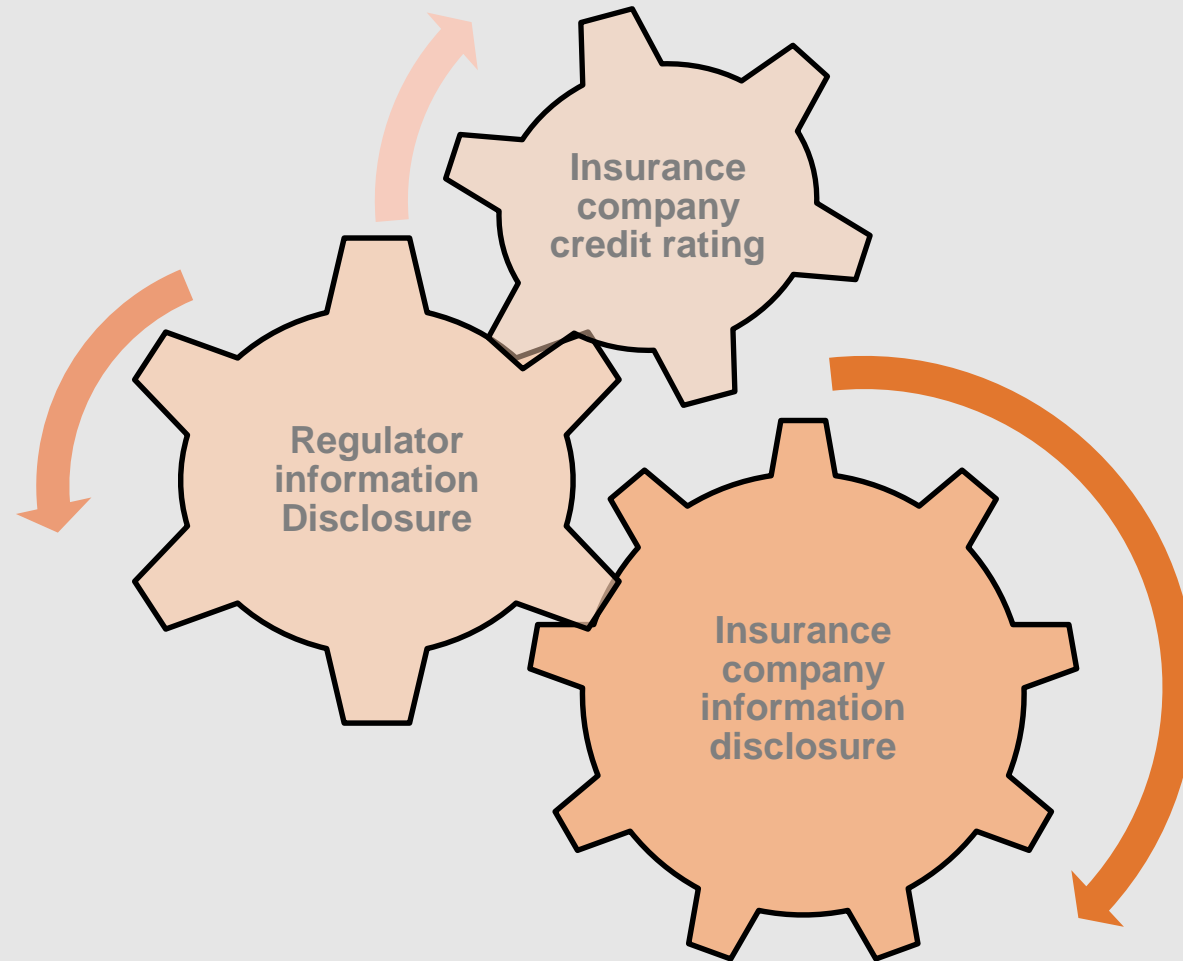 Insurance
company
credit rating
Regulator
information
Disclosure
Insurance
company
information
disclosure